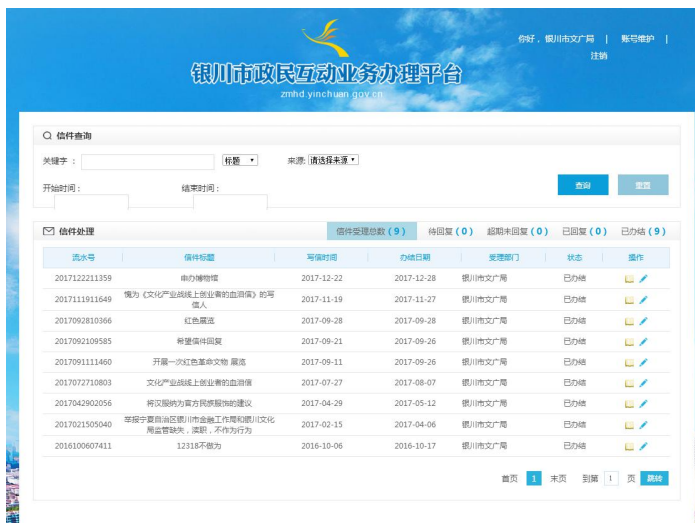 你好，银川市文广局 | 账号维护 |
注销
银川市政民互动业务办理平台
zmhd.yinchuan.gov.cn
信件查询
关键字： 标题 来源: 请选择来源
开始时间： 结束时间： 查询 重置
信件处理 信件受理总数(9) 待回复(0) 超期未回复(0) 已回复(0) 已办结(9)
流水号 信件标题 写信时间 办结日期 受理部门 状态 操作
2017122211359 申办博物馆 2017-12-22 2017-12-28 银川市文广局 已办结
2017111911649 愧为《文化产业战线上创业者的血泪信》的写信人 2017-11-19 2017-11-27 银川市文广局 已办结
2017092810366 红色展览 2017-09-28 2017-09-28 银川市文广局 已办结
2017092109585 希望信件回复 2017-09-21 2017-09-26 银川市文广局 已办结
2017091111460 开展一次红色革命文物 展览 2017-09-11 2017-09-26 银川市文广局 已办结
2017072710803 文化产业战线上创业者的血泪信 2017-07-27 2017-08-07 银川市文广局 已办结
2017042902056 将汉服纳为官方民族服饰的建议 2017-04-29 2017-05-12 银川市文广局 已办结
2017021505040 举报宁夏自治区银川市金融工作局和银川文化局监管缺失，渎职，不作为行为 2017-02-15 2017-04-06 银川市文广局 已办结
2016100607411 12318不做为 2016-10-06 2016-10-17 银川市文广局 已办结
首页 1 末页 到第 1 页 跳转